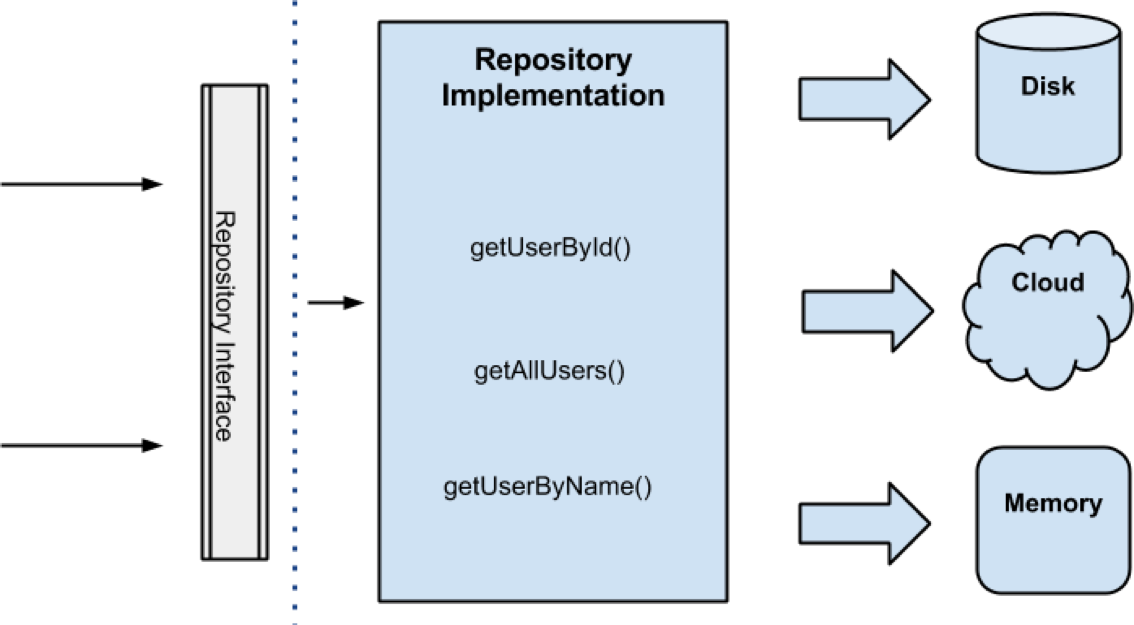 Repository Interface
Repository
Implementation
getUserById()
getAllUsers()
getUserByName()
Disk
Cloud
Memory